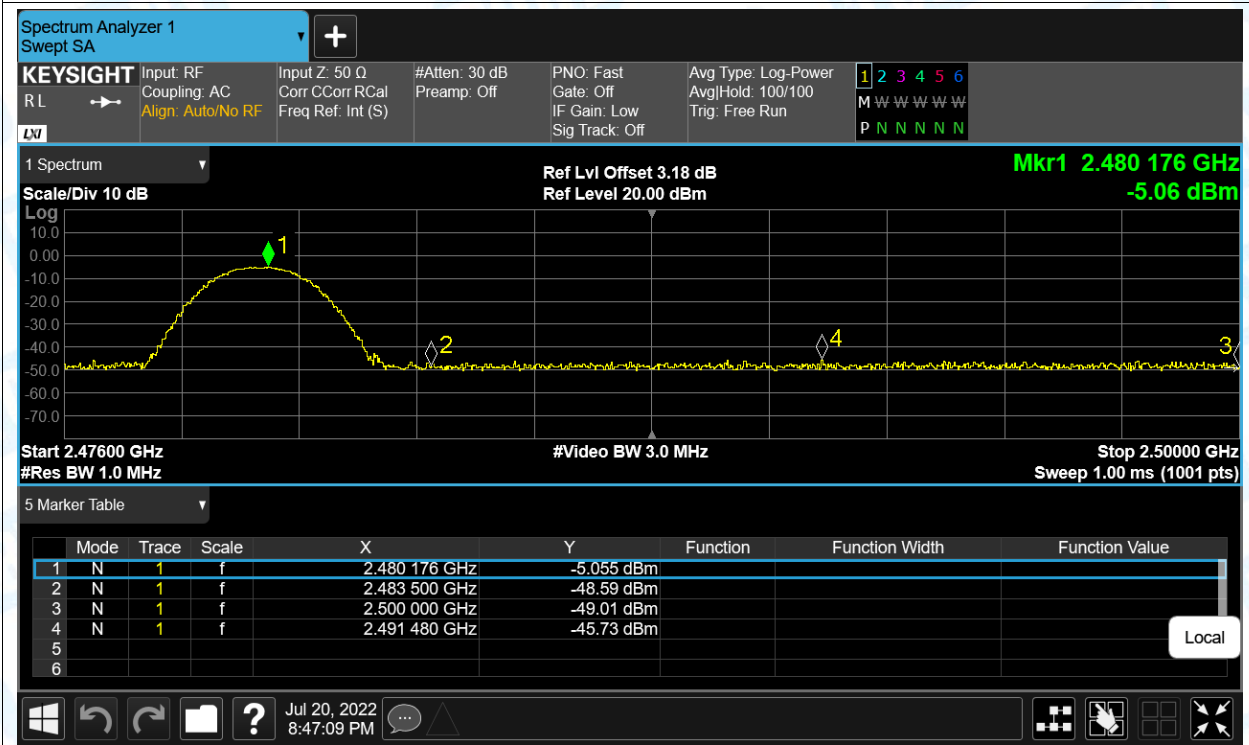 Spectrum Analyzer 1
Swept SA
+
KEYSIGHT
R L
LXI
Input: RF
Coupling: AC
Align: Auto/No RF
Input Z: 50 Ω
Corr CCorr RCal
Freq Ref: Int (S)
#Atten: 30 dB
Preamp: Off
PNO: Fast
Gate: Off
IF Gain: Low
Sig Track: Off
Avg Type: Log-Power
Avg|Hold: 100/100
Trig: Free Run
1 2 3 4 5 6
M W W W W W W
P N N N N N
1 Spectrum
Scale/Div 10 dB
Ref Lvl Offset 3.18 dB
Ref Level 20.00 dBm
Mkr1 2.480 176 GHz
-5.06 dBm
Log
10.0
0.00
-10.0
-20.0
-30.0
-40.0
-50.0
-60.0
-70.0
1
2
4
3
Start 2.47600 GHz
#Video BW 3.0 MHz
Stop 2.50000 GHz
#Res BW 1.0 MHz
Sweep 1.00 ms (1001 pts)
5 Marker Table
Mode Trace Scale X Y Function Function Width Function Value
1 N 1 f 2.480 176 GHz -5.055 dBm
2 N 1 f 2.483 500 GHz -48.59 dBm
3 N 1 f 2.500 000 GHz -49.01 dBm
4 N 1 f 2.491 480 GHz -45.73 dBm
5
6
Local
?
Jul 20, 2022
8:47:09 PM